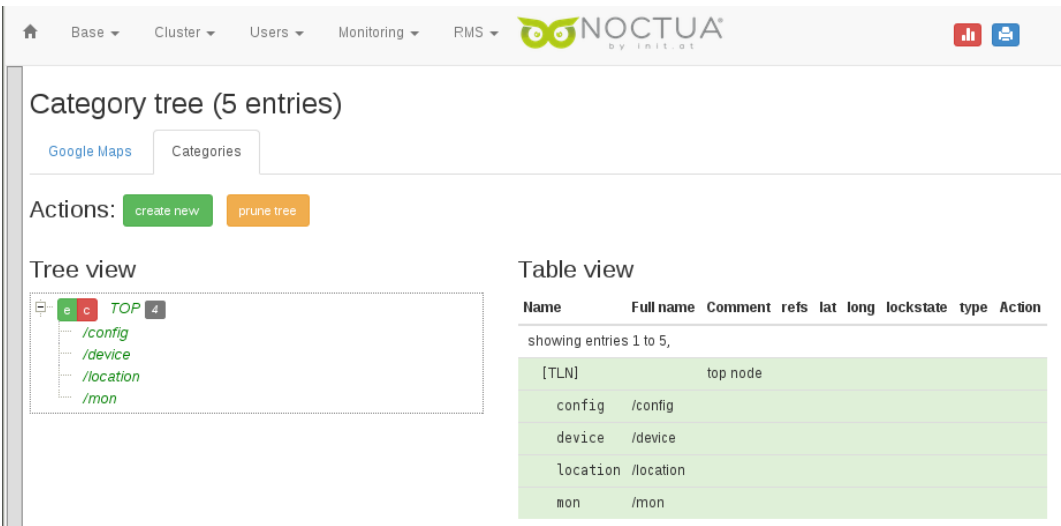 Base Cluster Users Monitoring RMS NOCTUA
by init.at
Category tree (5 entries)
Google Maps Categories
Actions: create new prune tree
Tree view
e c TOP 4
/config
/device
/location
/mon
Table view
Name Full name Comment refs lat long lockstate type Action
showing entries 1 to 5,
[TLN] top node
config /config
device /device
location /location
mon /mon